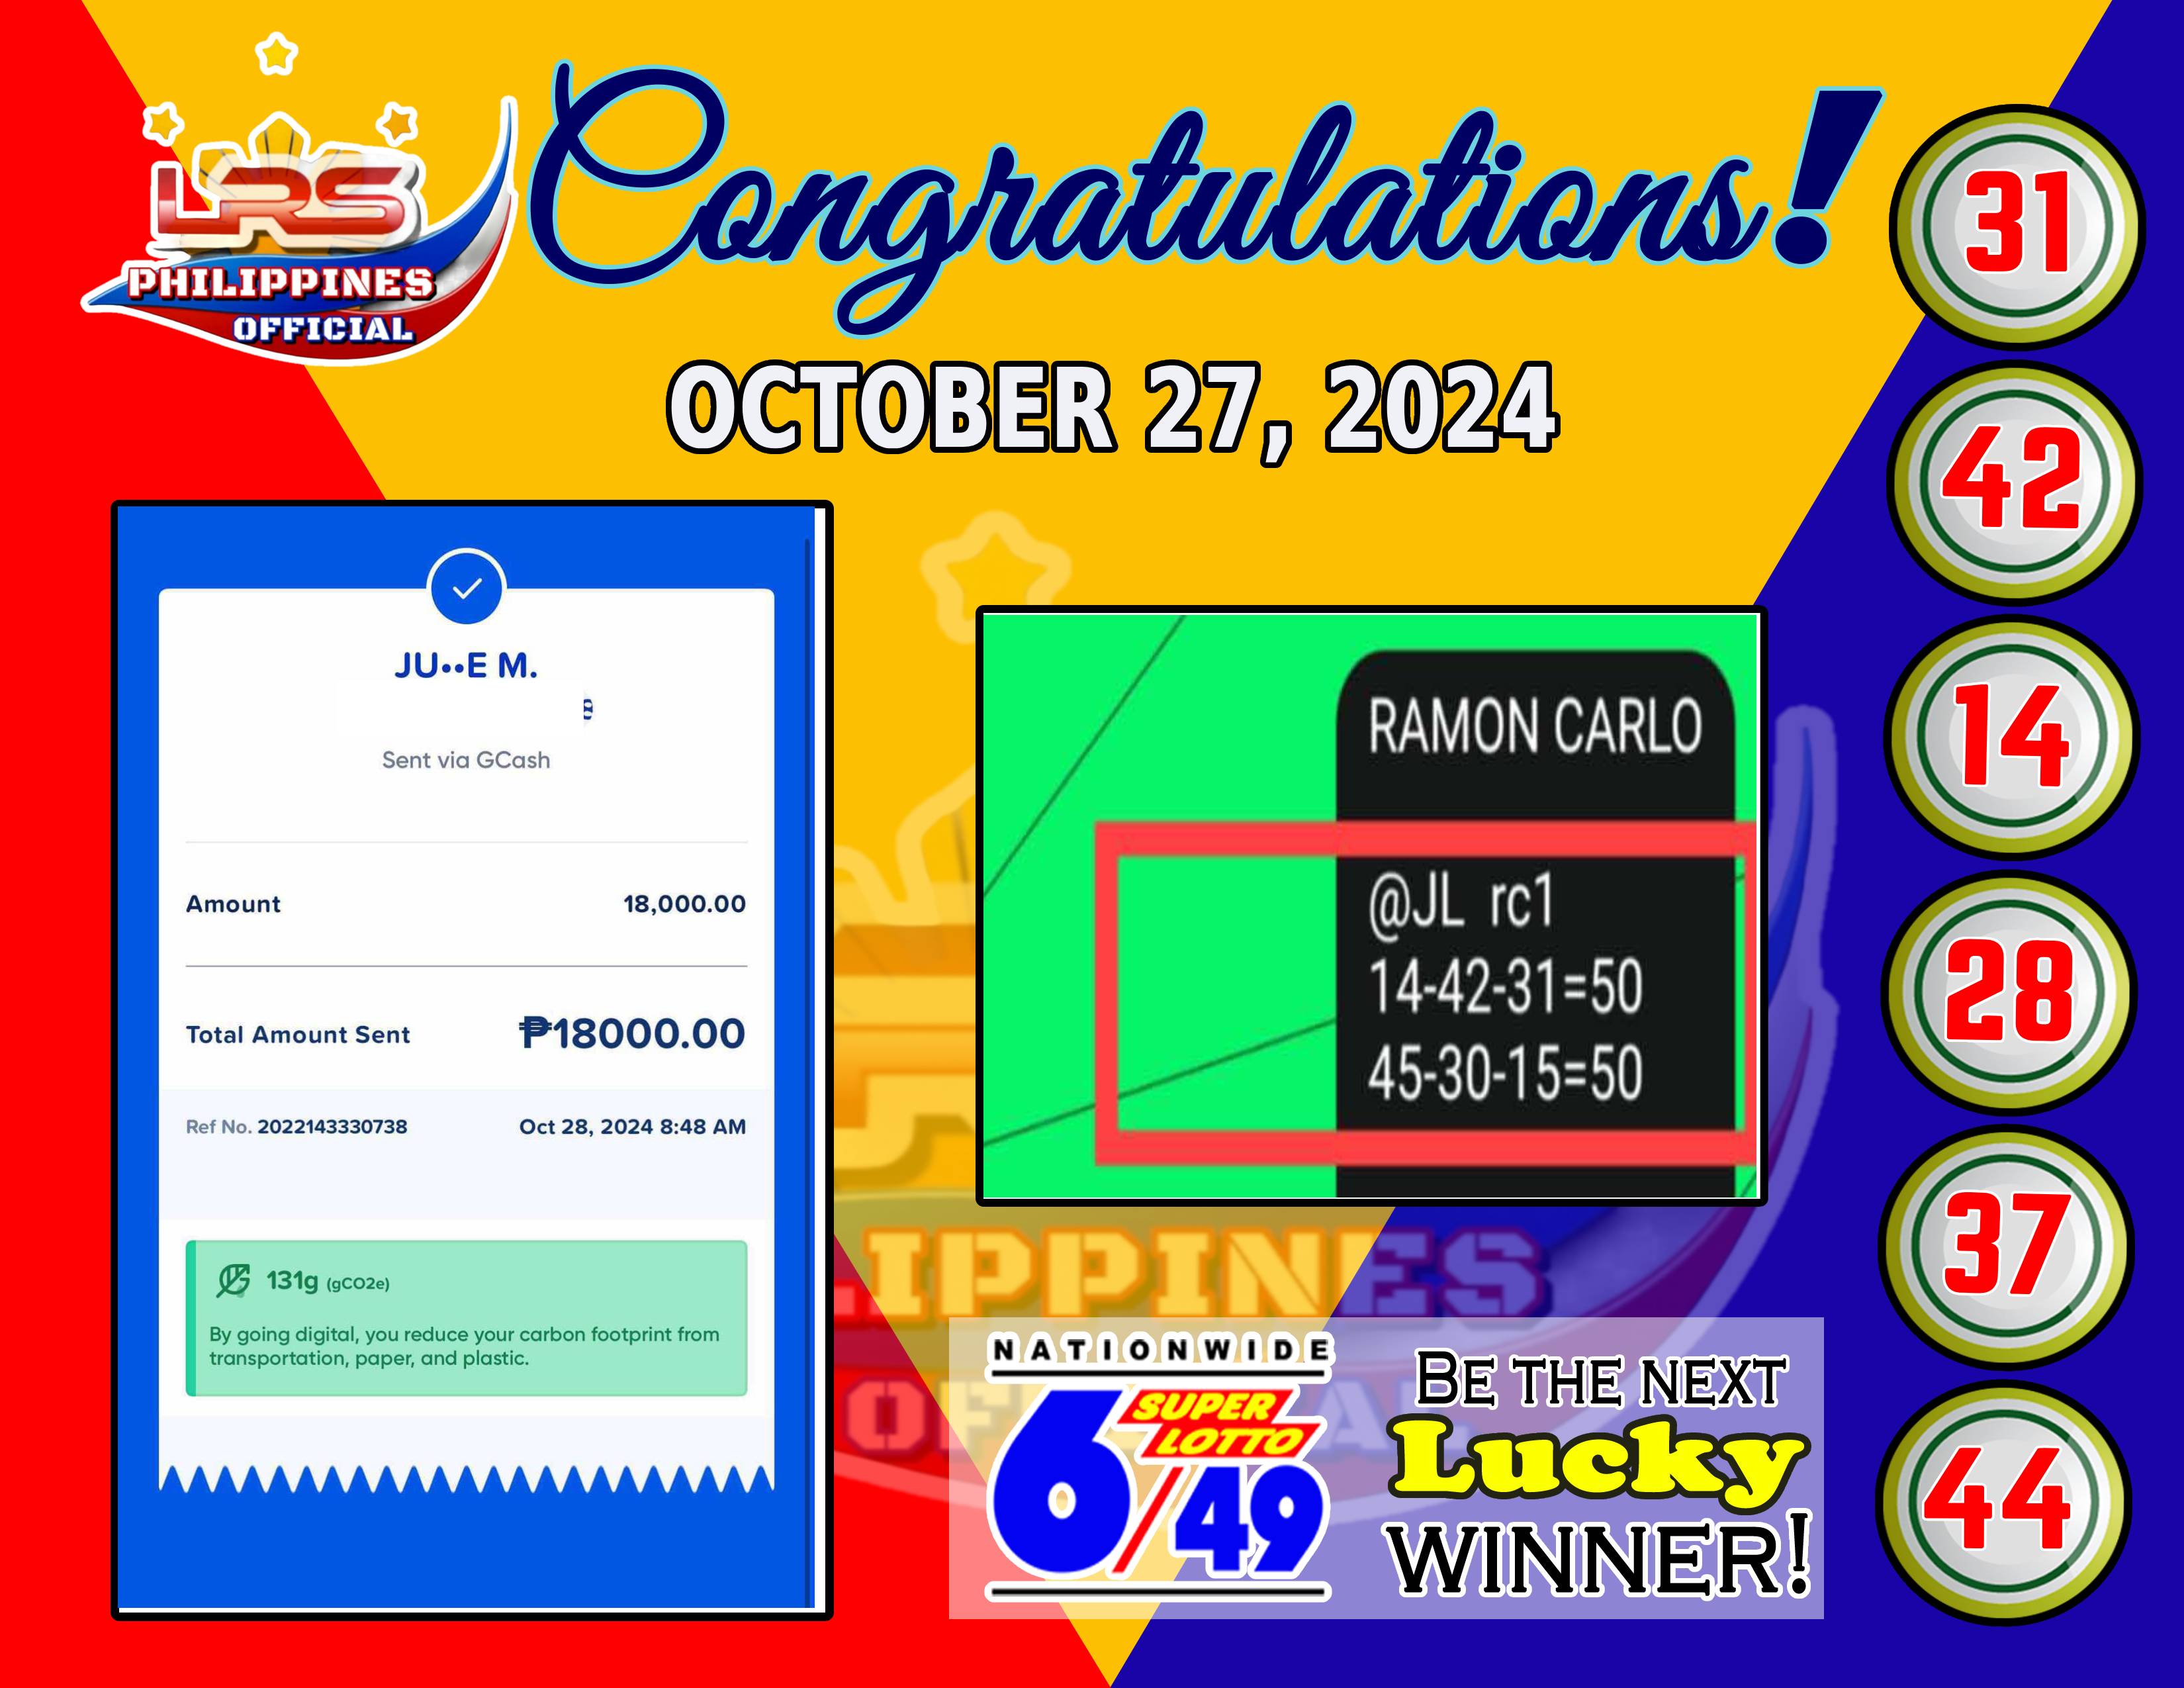 LRS
PHILIPPINES
OFFICIAL
Congratulations!
OCTOBER 27, 2024
JU••E M.
Sent via GCash
Amount 18,000.00
Total Amount Sent ₱18000.00
Ref No. 2022143330738 Oct 28, 2024 8:48 AM
131g (gCO2e)
By going digital, you reduce your carbon footprint from
transportation, paper, and plastic.
RAMON CARLO
@JL rc1
14-42-31=50
45-30-15=50
NATIONWIDE
SUPER
LOTTO
6/49
BE THE NEXT
Lucky
WINNER!
31
42
14
28
37
44